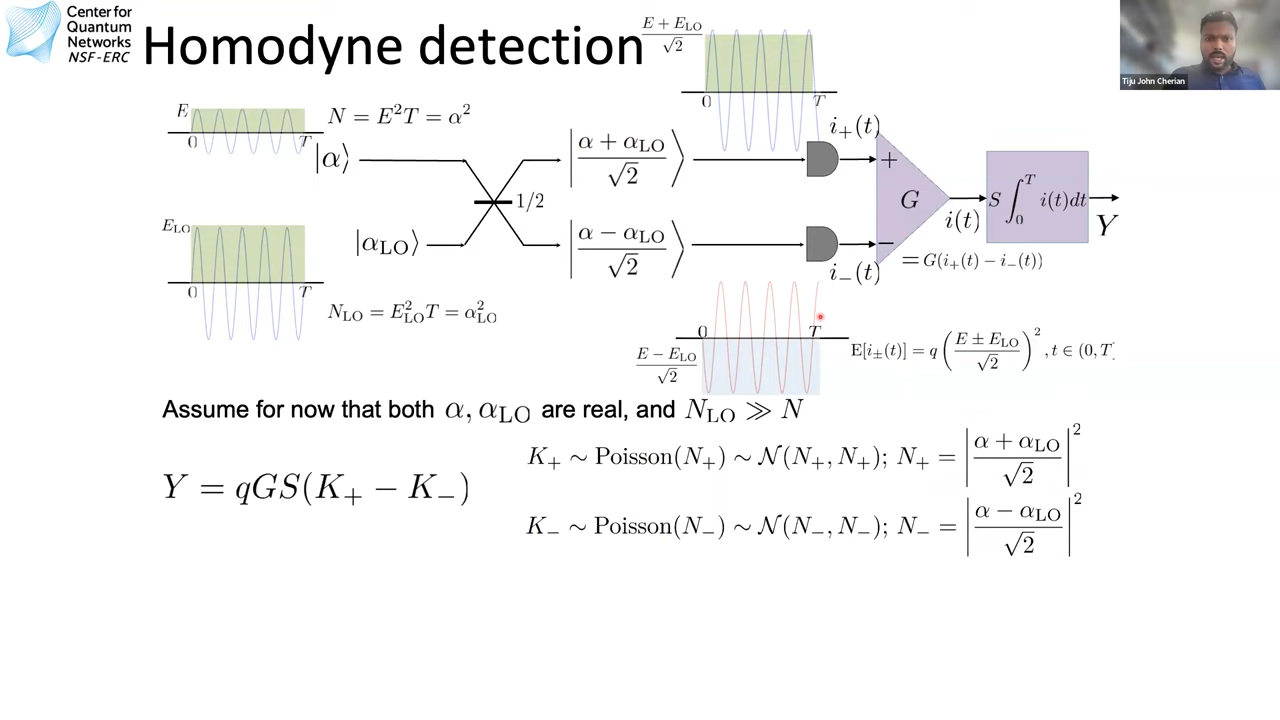 Center for
Quantum
Networks
NSF-ERC
Homodyne detection
Tiju John Cherian
E
0
T
N = E²T = α²
|α⟩
E_LO
0
T
|α_LO⟩
N_LO = E²_LO T = α²_LO
1/2
|(α + α_LO)/√2⟩
|(α − α_LO)/√2⟩
(E + E_LO)/√2
0
T
i₊(t)
+
G
−
i₋(t)
i(t)
= G(i₊(t) − i₋(t))
S ∫₀ᵀ i(t)dt
Y
0
T
(E − E_LO)/√2
E[i±(t)] = q ((E ± E_LO)/√2)², t ∈ (0, T]
Assume for now that both α, α_LO are real, and N_LO ≫ N
Y = qGS(K₊ − K₋)
K₊ ∼ Poisson(N₊) ∼ 𝒩(N₊, N₊); N₊ = |(α + α_LO)/√2|²
K₋ ∼ Poisson(N₋) ∼ 𝒩(N₋, N₋); N₋ = |(α − α_LO)/√2|²